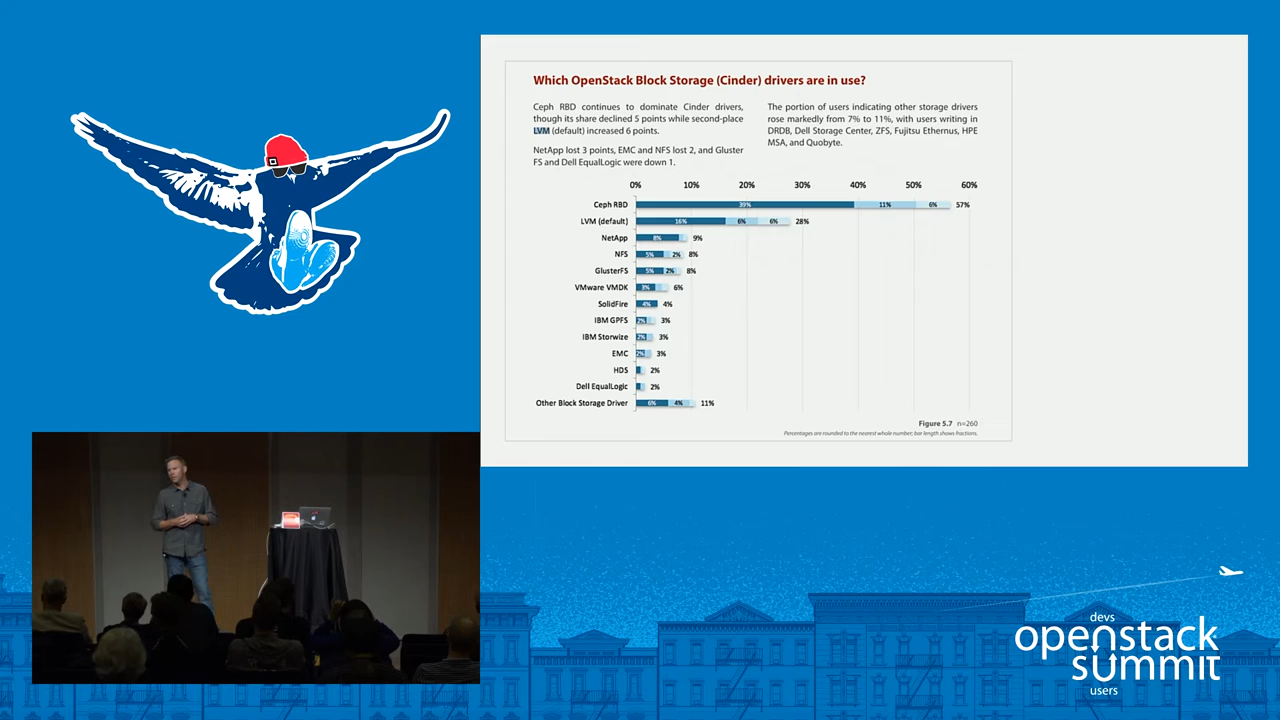 Which OpenStack Block Storage (Cinder) drivers are in use?
Ceph RBD continues to dominate Cinder drivers,
though its share declined 5 points while second-place
LVM (default) increased 6 points.
NetApp lost 3 points, EMC and NFS lost 2, and Gluster
FS and Dell EqualLogic were down 1.
The portion of users indicating other storage drivers
rose markedly from 7% to 11%, with users writing in
DRDB, Dell Storage Center, ZFS, Fujitsu Ethernus, HPE
MSA, and Quobyte.
0% 10% 20% 30% 40% 50% 60%
Ceph RBD 39% 11% 6% 57%
LVM (default) 16% 6% 6% 28%
NetApp 8% 9%
NFS 5% 2% 8%
GlusterFS 5% 2% 8%
VMware VMDK 3% 6%
SolidFire 4% 4%
IBM GPFS 2% 3%
IBM Storwize 2% 3%
EMC 2% 3%
HDS 2%
Dell EqualLogic 2%
Other Block Storage Driver 6% 4% 11%
Figure 5.7 n=260
Percentages are rounded to the nearest whole number; bar length shows fractions.
devs
openstack
summit
users